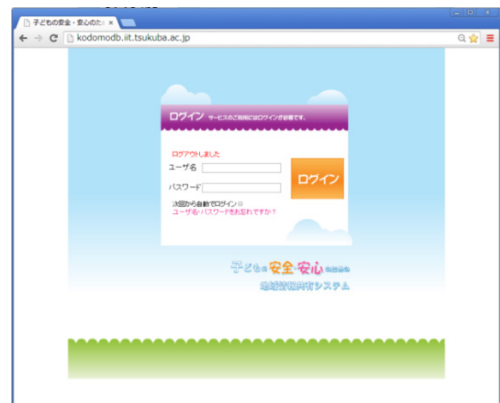 子どもの安全・安心のた
kodomodb.iit.tsukuba.ac.jp
ログイン サービスのご利用にはログインが必要です。
ログアウトしました
ユーザ名
ログイン
パスワード
次回から自動でログイン
ユーザ名・パスワードをお忘れですか?
子どもの安全・安心のための
地域情報共有システム